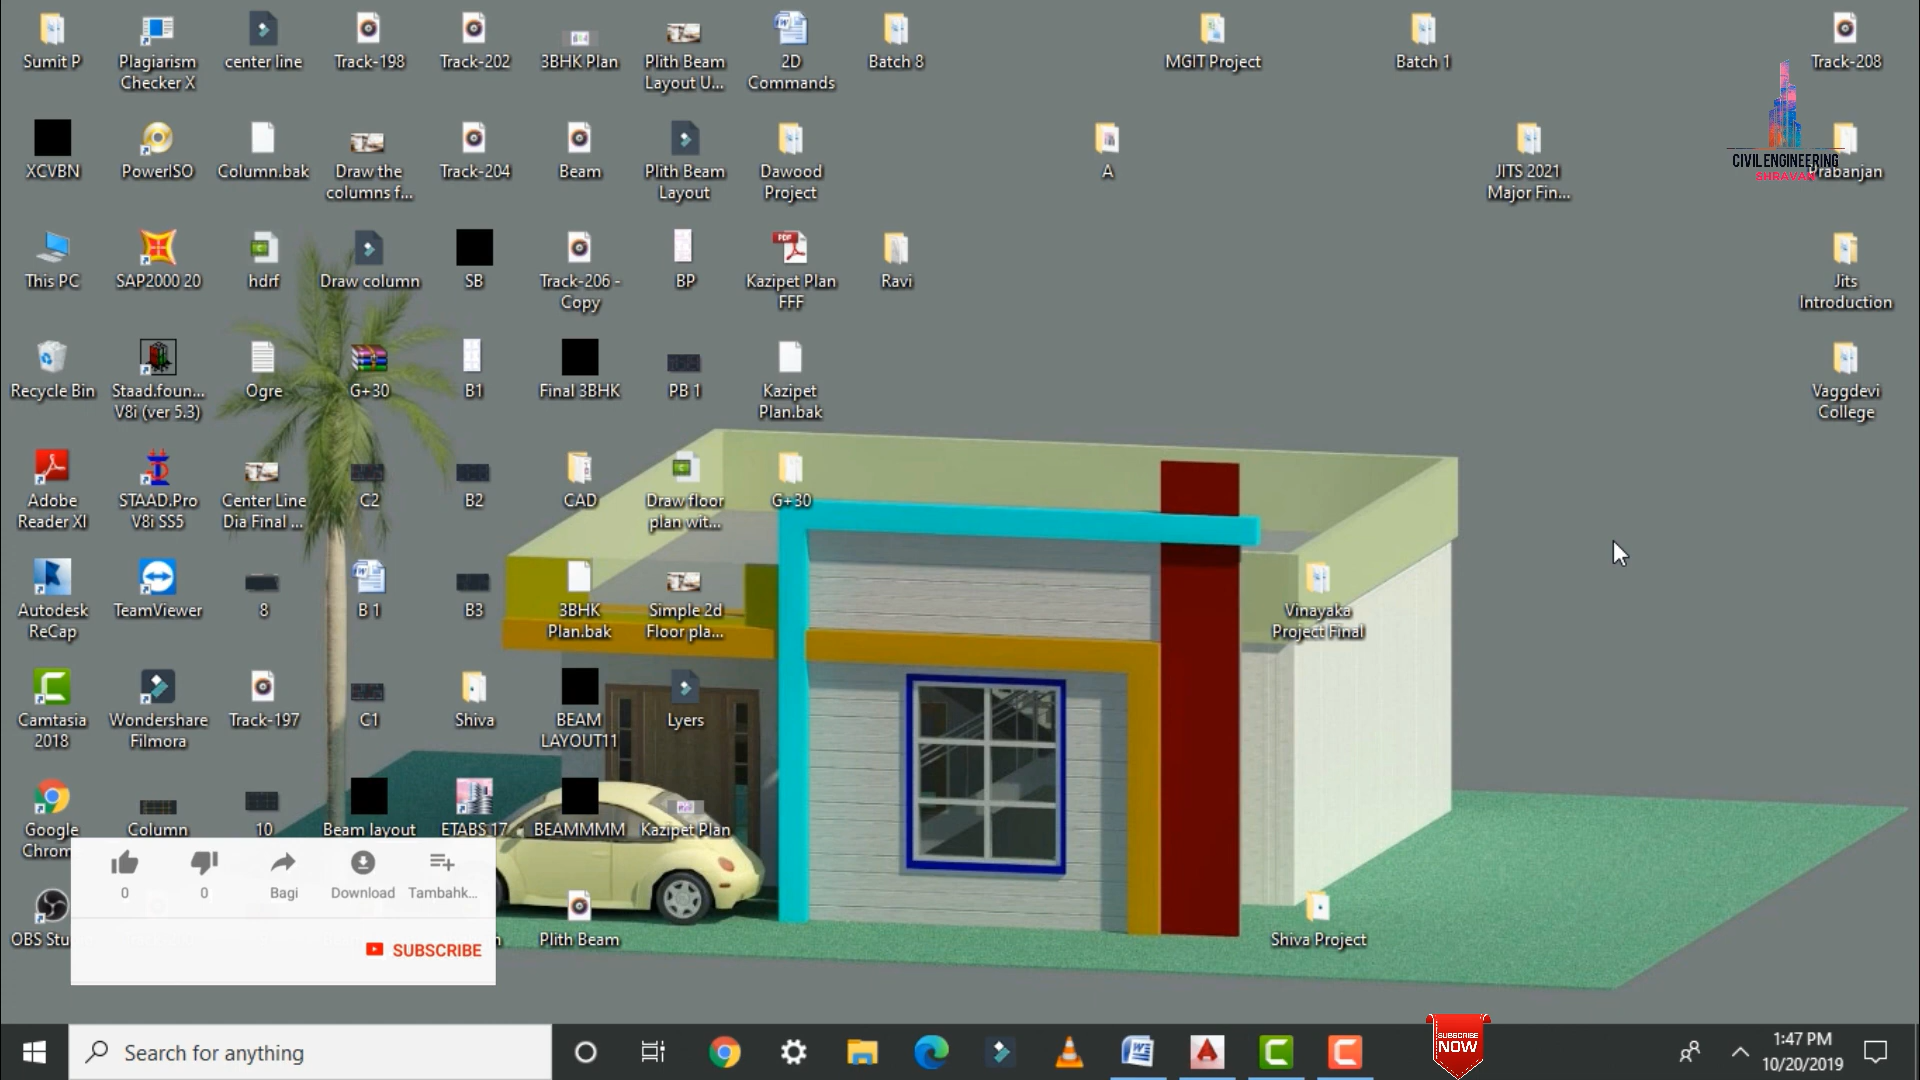 Sumit P
Plagiarism
Checker X
center line
Track-198
Track-202
3BHK Plan
Plith Beam
Layout U...
2D
Commands
Batch 8
MGIT Project
Batch 1
Track-208
XCVBN
PowerISO
Column.bak
Draw the
columns f...
Track-204
Beam
Plith Beam
Layout
Dawood
Project
A
JITS 2021
Major Fin...
CIVIL ENGINEERING
SHRAVAN
Prabanjan
This PC
SAP2000 20
hdrf
Draw column
SB
Track-206 -
Copy
BP
PDF
Kazipet Plan
FFF
Ravi
Jits
Introduction
Recycle Bin
Staad.foun...
V8i (ver 5.3)
Ogre
G+30
B1
Final 3BHK
PB 1
Kazipet
Plan.bak
Vaggdevi
College
Adobe
Reader XI
STAAD.Pro
V8i SS5
Center Line
Dia Final ...
C2
B2
CAD
Draw floor
plan wit...
G+30
Autodesk
ReCap
TeamViewer
8
B 1
B3
3BHK
Plan.bak
Simple 2d
Floor pla...
Vinayaka
Project Final
Camtasia
2018
Wondershare
Filmora
Track-197
C1
Shiva
BEAM
LAYOUT11
Lyers
Google
Chrom
Column
10
Beam layout
ETABS 17
BEAMMMM
Kazipet Plan
0
0
Bagi
Download
Tambahk...
SUBSCRIBE
OBS Stu
Plith Beam
Shiva Project
Search for anything
SUBSCRIBE
NOW
1:47 PM
10/20/2019